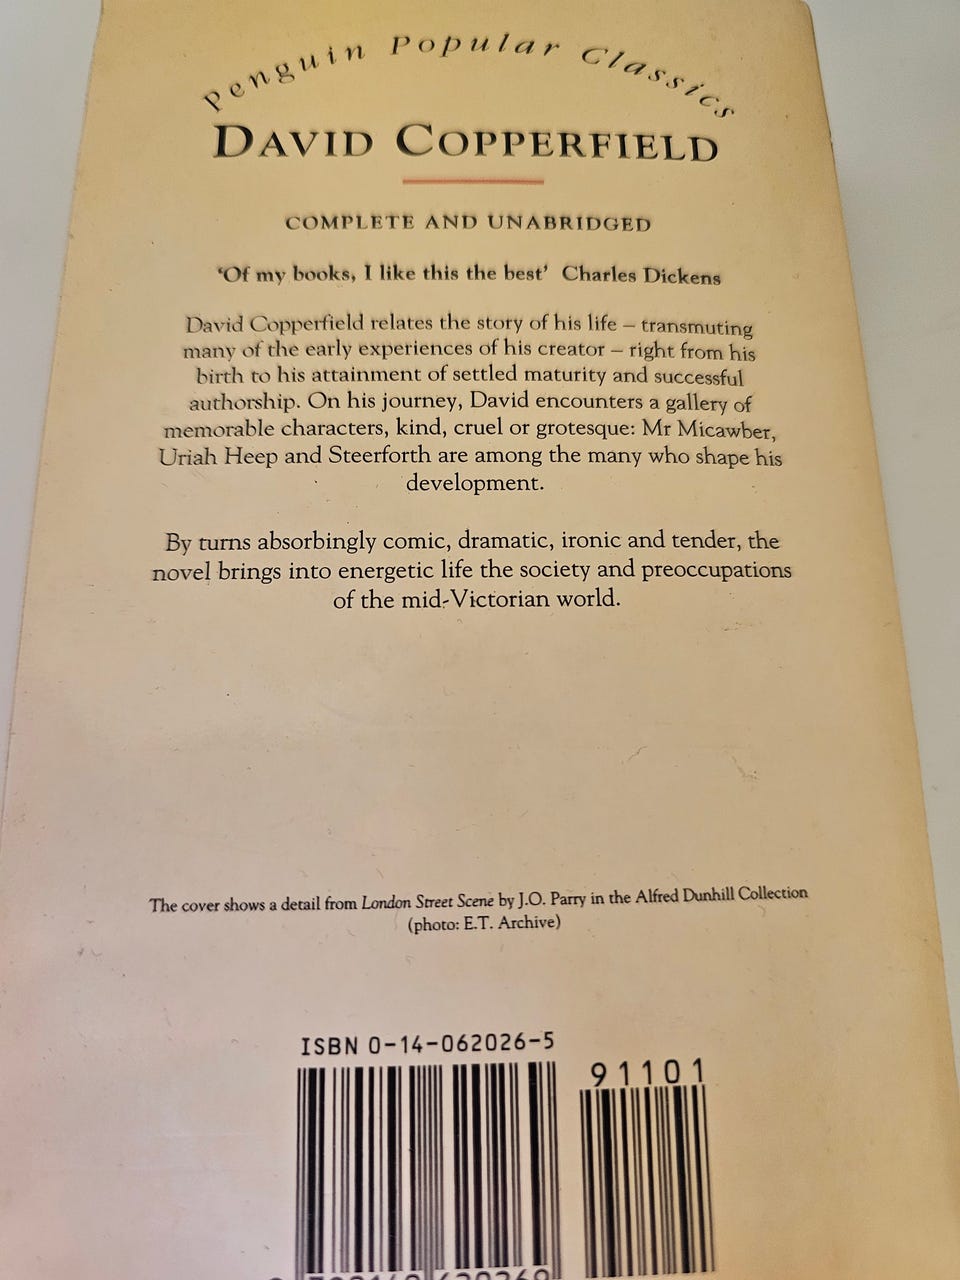 Penguin Popular Classics
DAVID COPPERFIELD
COMPLETE AND UNABRIDGED
‘Of my books, I like this the best’ Charles Dickens
David Copperfield relates the story of his life – transmuting
many of the early experiences of his creator – right from his
birth to his attainment of settled maturity and successful
authorship. On his journey, David encounters a gallery of
memorable characters, kind, cruel or grotesque: Mr Micawber,
Uriah Heep and Steerforth are among the many who shape his
development.
By turns absorbingly comic, dramatic, ironic and tender, the
novel brings into energetic life the society and preoccupations
of the mid-Victorian world.
The cover shows a detail from London Street Scene by J.O. Parry in the Alfred Dunhill Collection
(photo: E.T. Archive)
ISBN 0-14-062026-5
91101